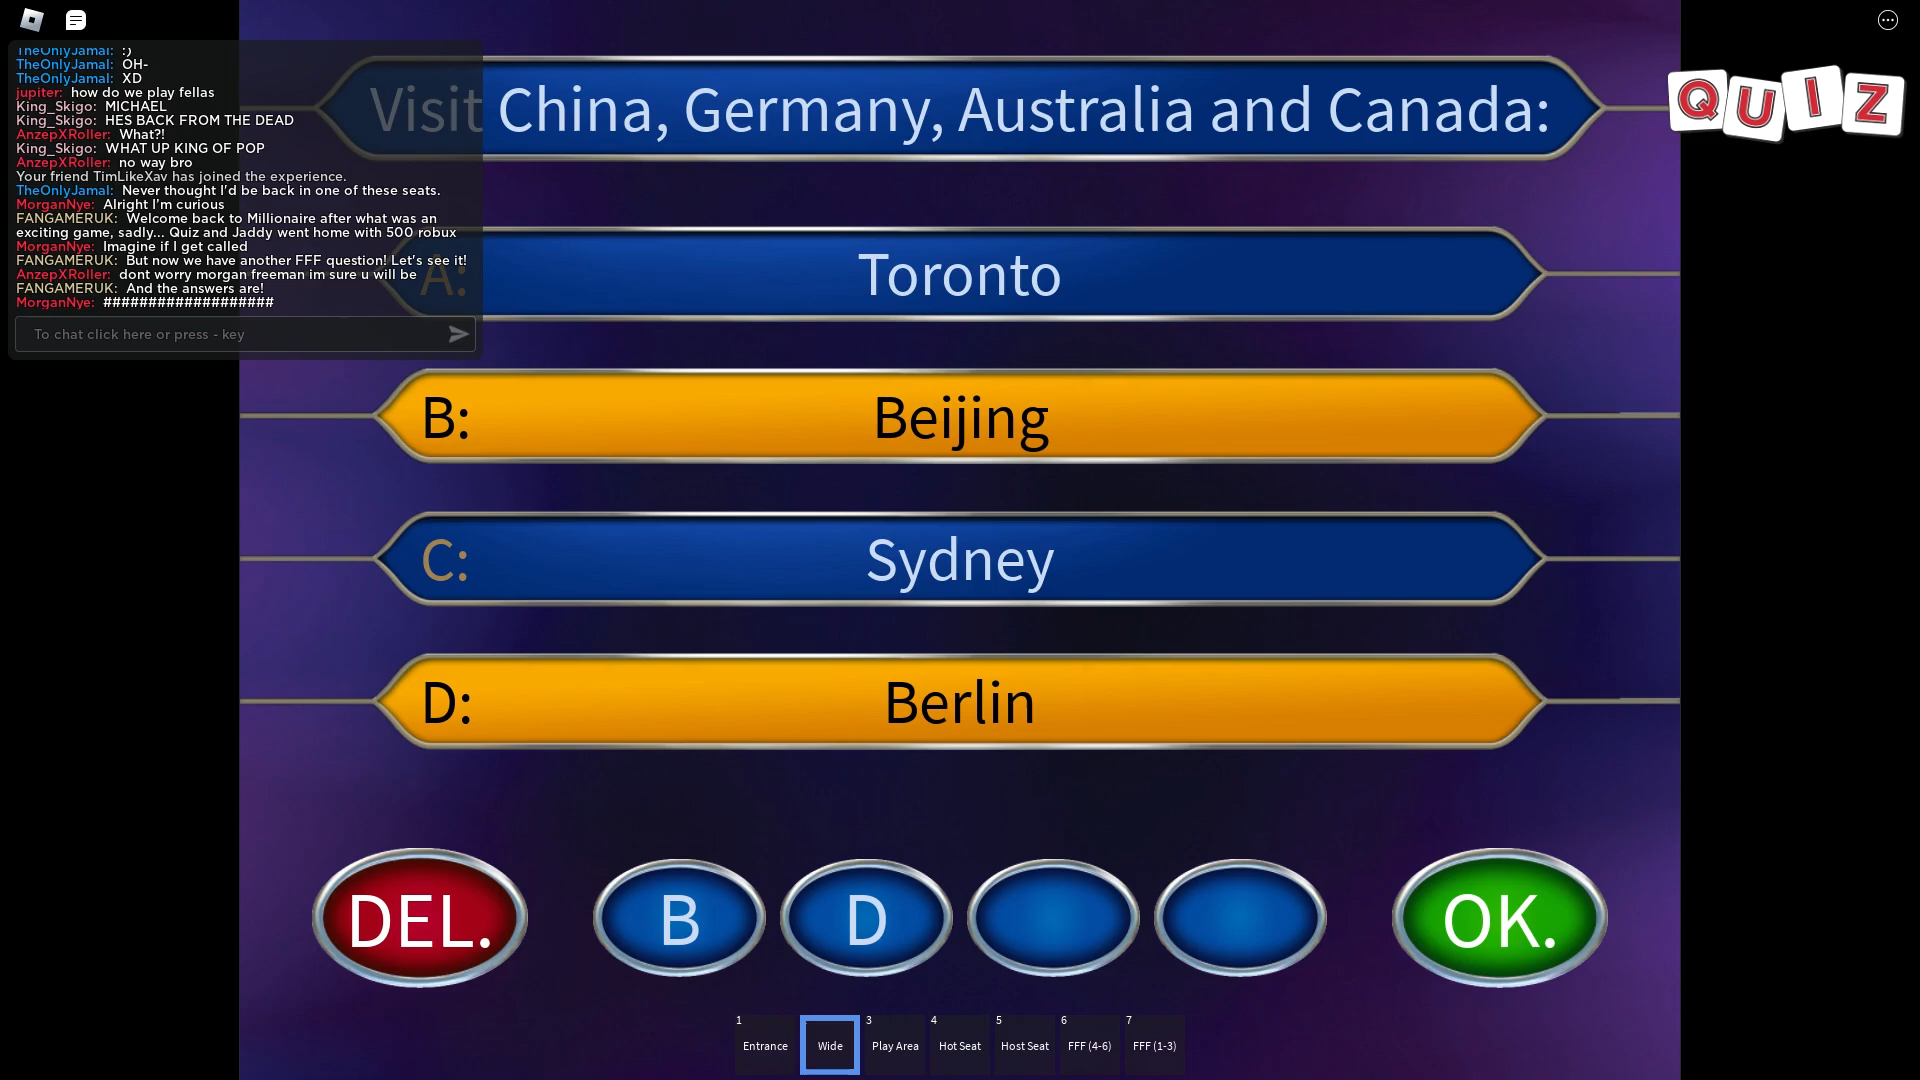 TheOnlyJamal: :)
TheOnlyJamal: OH-
TheOnlyJamal: XD
jupiter: how do we play fellas
King_Skigo: MICHAEL
King_Skigo: HES BACK FROM THE DEAD
AnzepXRoller: What?!
King_Skigo: WHAT UP KING OF POP
AnzepXRoller: no way bro
Your friend TimLikeXav has joined the experience.
TheOnlyJamal: Never thought I'd be back in one of these seats.
MorganNye: Alright I'm curious
FANGAMERUK: Welcome back to Millionaire after what was an
exciting game, sadly... Quiz and Jaddy went home with 500 robux
MorganNye: Imagine if I get called
FANGAMERUK: But now we have another FFF question! Let's see it!
AnzepXRoller: dont worry morgan freeman im sure u will be
FANGAMERUK: And the answers are!
MorganNye: ###################
To chat click here or press - key
Visit China, Germany, Australia and Canada:
QUIZ
A: Toronto
B: Beijing
C: Sydney
D: Berlin
DEL. B D OK.
1 3 4 5 6 7
Entrance Wide Play Area Hot Seat Host Seat FFF (4-6) FFF (1-3)